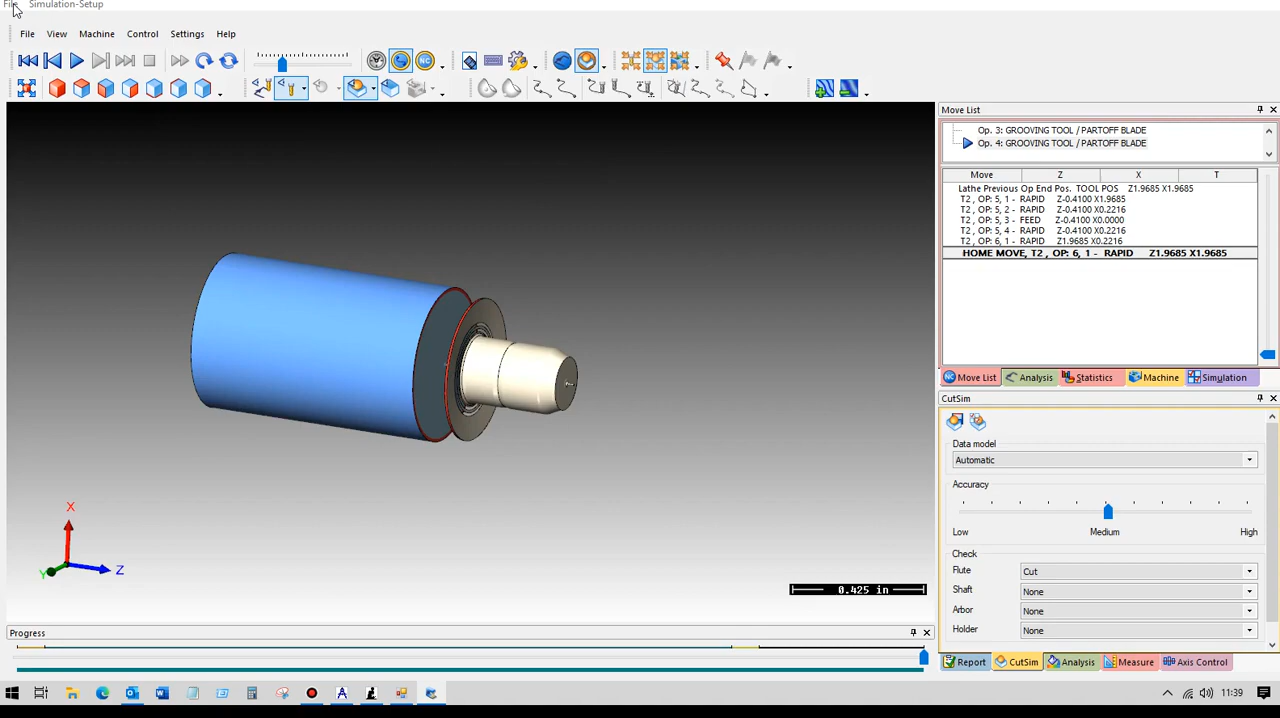 File Simulation-Setup
File View Machine Control Settings Help
NC
Move List
Op. 3: GROOVING TOOL / PARTOFF BLADE
Op. 4: GROOVING TOOL / PARTOFF BLADE
Move Z X T
Lathe Previous Op End Pos. TOOL POS Z1.9685 X1.9685
T2 , OP: 5, 1 - RAPID Z-0.4100 X1.9685
T2 , OP: 5, 2 - RAPID Z-0.4100 X0.2216
T2 , OP: 5, 3 - FEED Z-0.4100 X0.0000
T2 , OP: 5, 4 - RAPID Z-0.4100 X0.2216
T2 , OP: 6, 1 - RAPID Z1.9685 X0.2216
HOME MOVE, T2 , OP: 6, 1 - RAPID Z1.9685 X1.9685
NC Move List Analysis Statistics Machine Simulation
CutSim
Data model
Automatic
Accuracy
Low Medium High
Check
Flute Cut
Shaft None
Arbor None
Holder None
Report CutSim Analysis Measure Axis Control
X
Y
Z
0.425 in
Progress
11:39